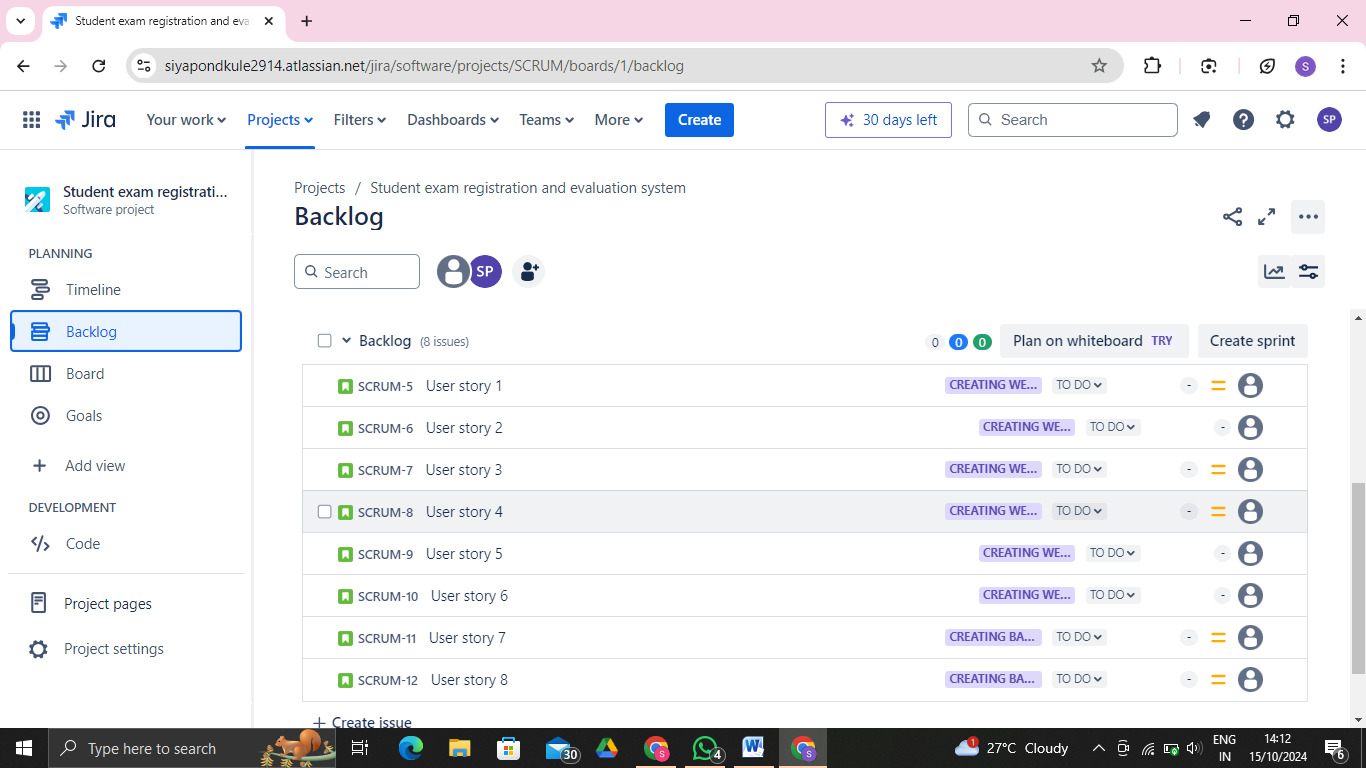 Student exam registration and eva
siyapondkule2914.atlassian.net/jira/software/projects/SCRUM/boards/1/backlog
S
Jira
Your work
Projects
Filters
Dashboards
Teams
More
Create
30 days left
Search
SP
Student exam registrati...
Software project
PLANNING
Timeline
Backlog
Board
Goals
Add view
DEVELOPMENT
Code
Project pages
Project settings
Projects / Student exam registration and evaluation system
Backlog
Search
SP
Backlog (8 issues)
0 0 0
Plan on whiteboard TRY
Create sprint
SCRUM-5 User story 1 CREATING WE... TO DO -
SCRUM-6 User story 2 CREATING WE... TO DO -
SCRUM-7 User story 3 CREATING WE... TO DO -
SCRUM-8 User story 4 CREATING WE... TO DO -
SCRUM-9 User story 5 CREATING WE... TO DO -
SCRUM-10 User story 6 CREATING WE... TO DO -
SCRUM-11 User story 7 CREATING BA... TO DO -
SCRUM-12 User story 8 CREATING BA... TO DO -
+ Create issue
Type here to search
30
S
4
W
S
1
27°C Cloudy
ENG
IN
14:12
15/10/2024
6